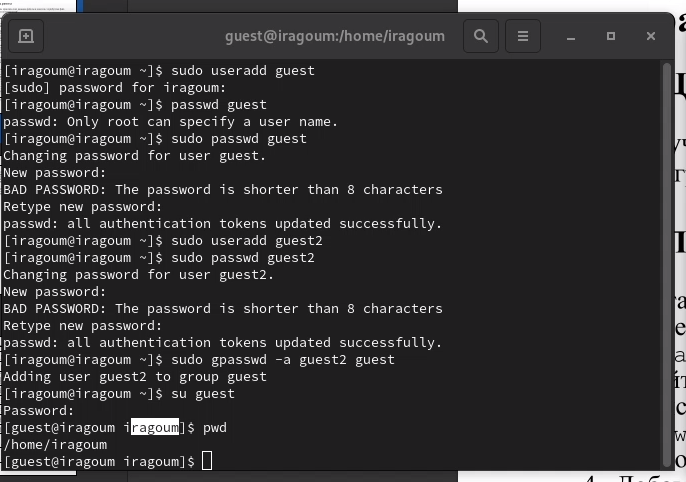 guest@iragoum:/home/iragoum
[iragoum@iragoum ~]$ sudo useradd guest
[sudo] password for iragoum:
[iragoum@iragoum ~]$ passwd guest
passwd: Only root can specify a user name.
[iragoum@iragoum ~]$ sudo passwd guest
Changing password for user guest.
New password:
BAD PASSWORD: The password is shorter than 8 characters
Retype new password:
passwd: all authentication tokens updated successfully.
[iragoum@iragoum ~]$ sudo useradd guest2
[iragoum@iragoum ~]$ sudo passwd guest2
Changing password for user guest2.
New password:
BAD PASSWORD: The password is shorter than 8 characters
Retype new password:
passwd: all authentication tokens updated successfully.
[iragoum@iragoum ~]$ sudo gpasswd -a guest2 guest
Adding user guest2 to group guest
[iragoum@iragoum ~]$ su guest
Password:
[guest@iragoum iragoum]$ pwd
/home/iragoum
[guest@iragoum iragoum]$